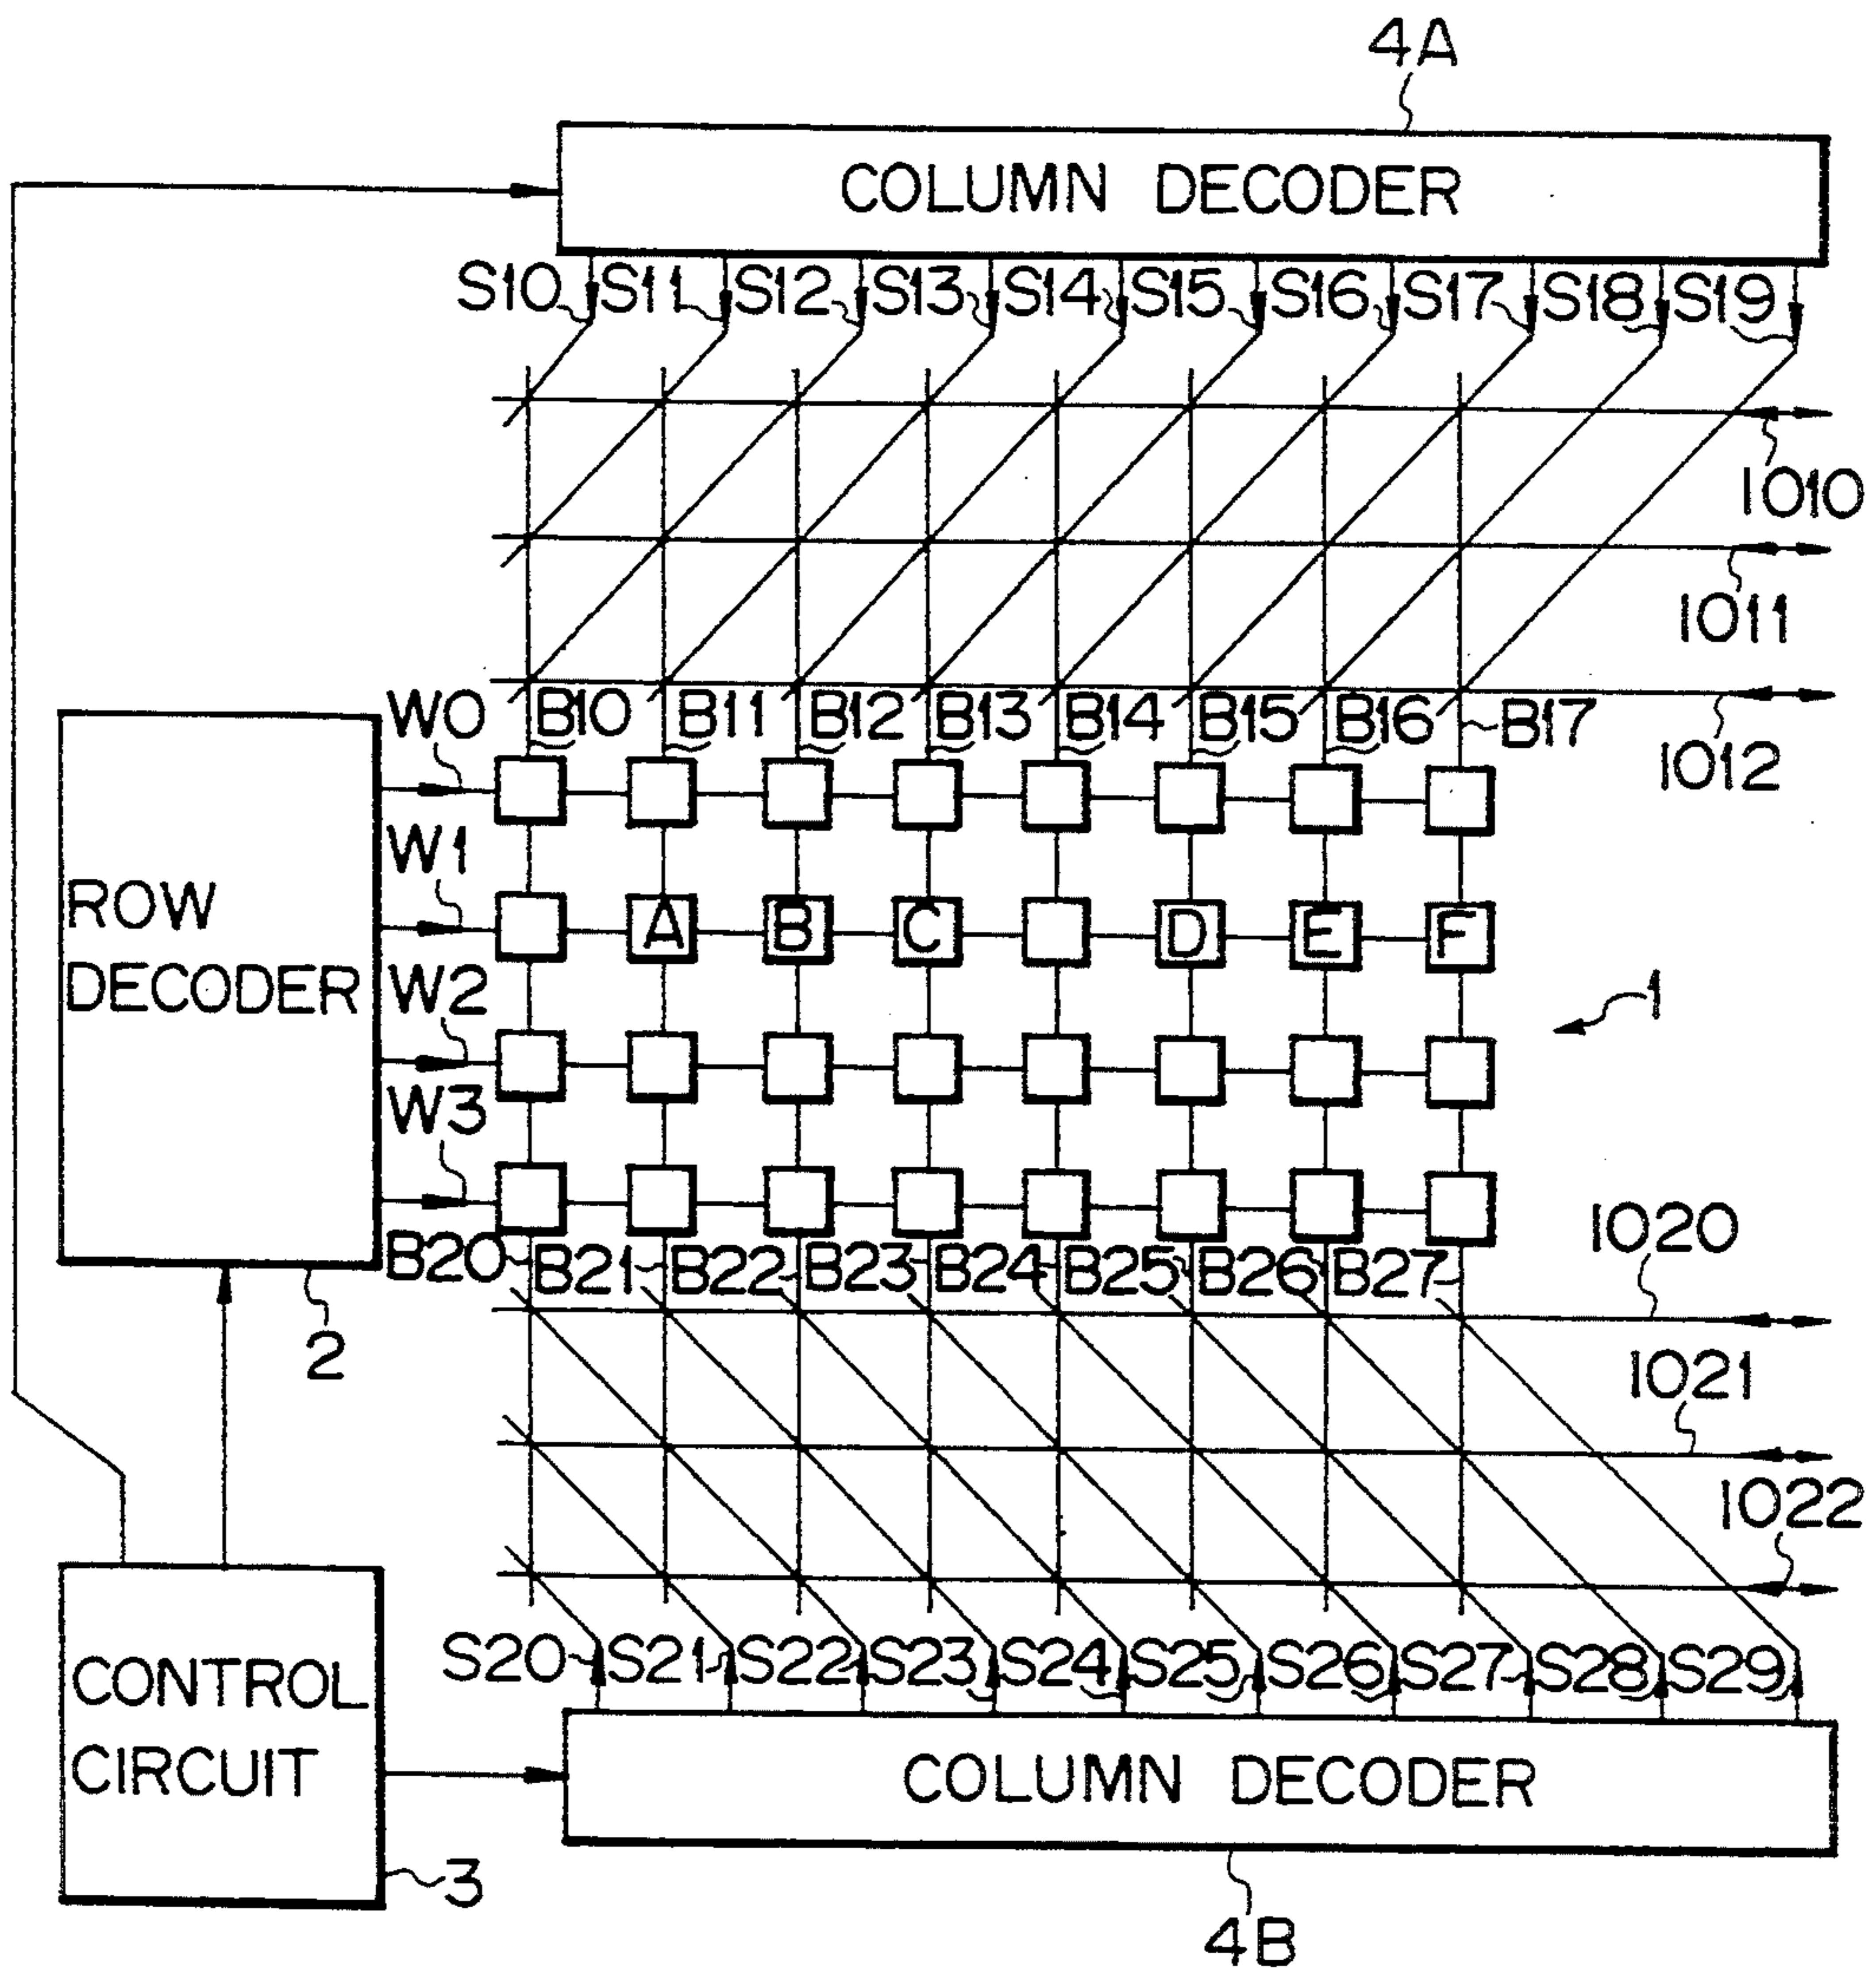 4A
COLUMN DECODER
S10 S11 S12 S13 S14 S15 S16 S17 S18 S19
1010
1011
1012
B10 B11 B12 B13 B14 B15 B16 B17
W0
W1
ROW
DECODER
A B C D E F
W2
1
W3
B20 B21 B22 B23 B24 B25 B26 B27
1020
2
1021
1022
S20 S21 S22 S23 S24 S25 S26 S27 S28 S29
CONTROL
CIRCUIT
COLUMN DECODER
3
4B